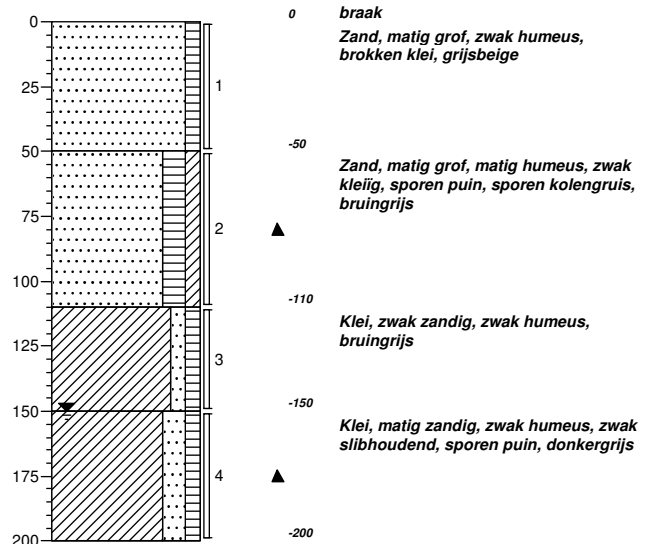 0
braak
0
Zand, matig grof, zwak humeus,
brokken klei, grijsbeige
25
1
-50
50
Zand, matig grof, matig humeus, zwak
kleiïg, sporen puin, sporen kolengruis,
bruingrijs
75
2
100
-110
Klei, zwak zandig, zwak humeus,
bruingrijs
125
3
-150
150
Klei, matig zandig, zwak humeus, zwak
slibhoudend, sporen puin, donkergrijs
175
4
-200
200